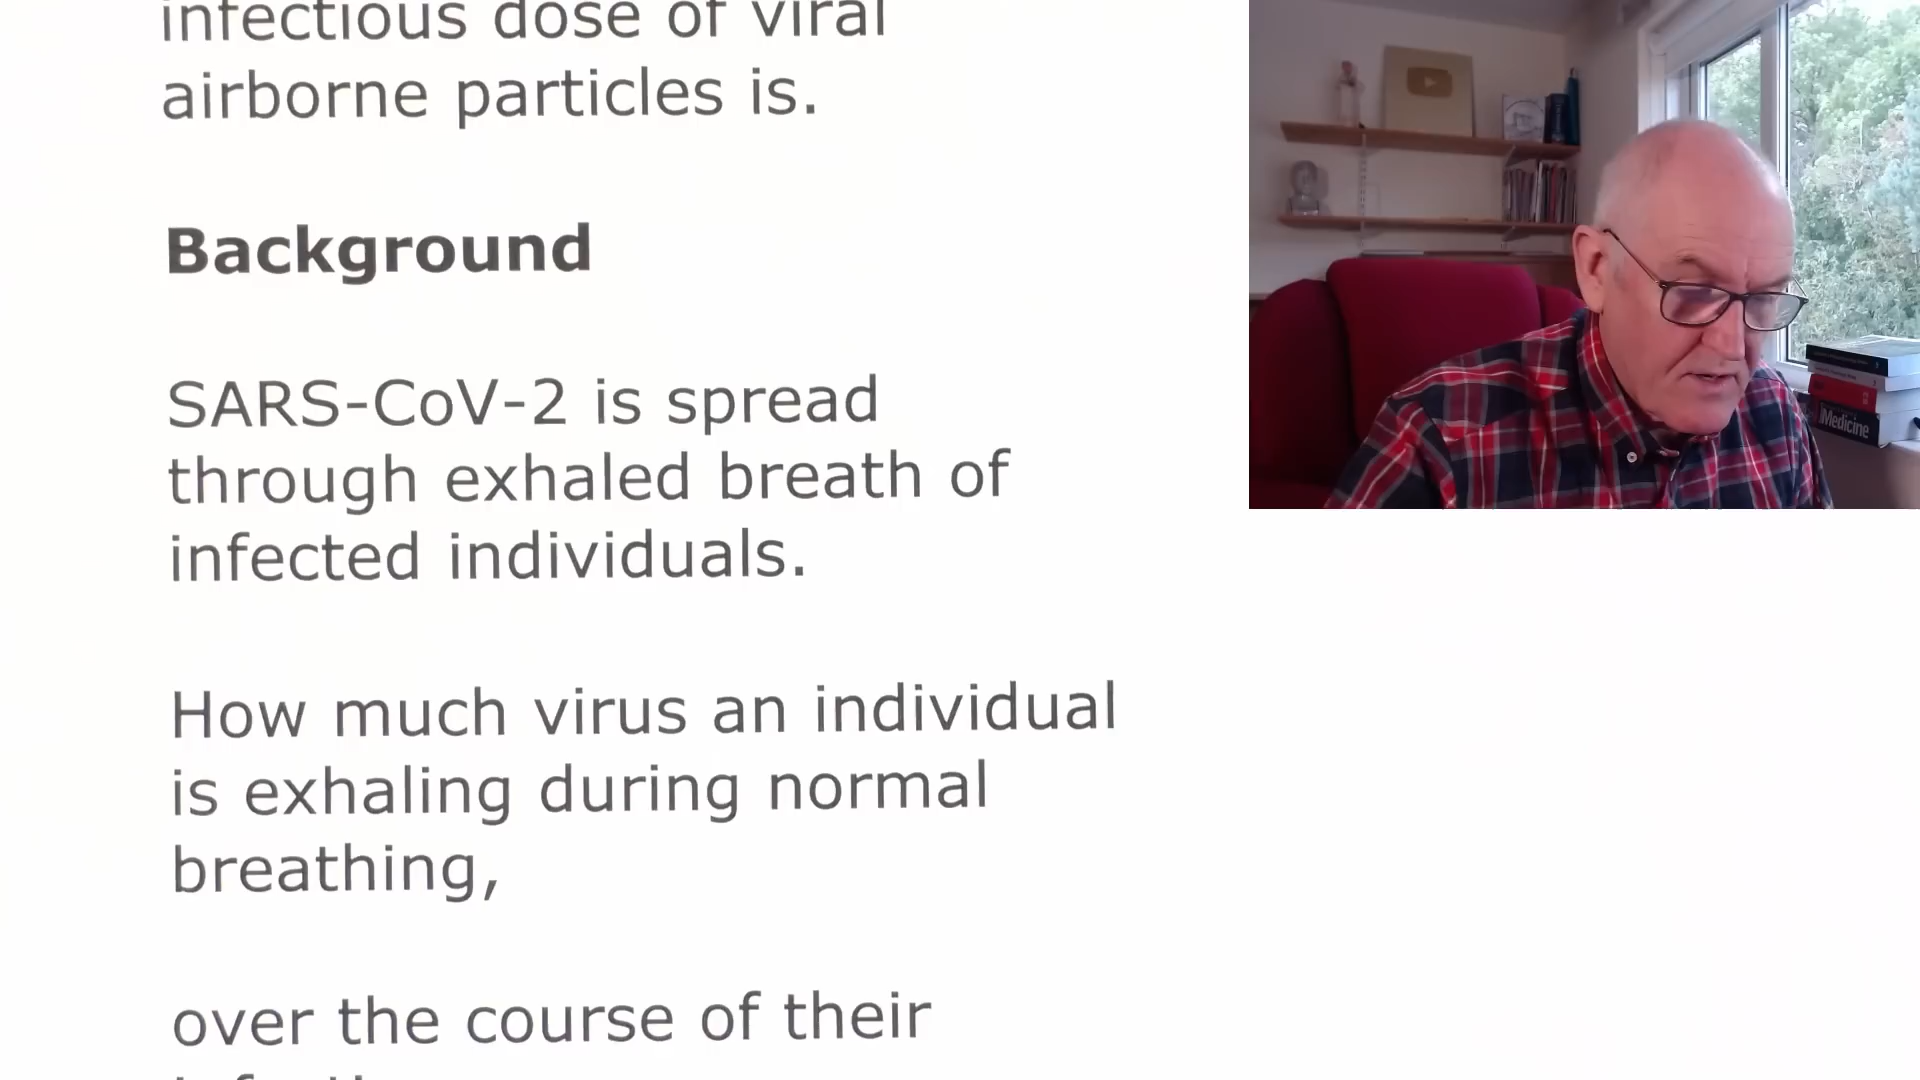 infectious dose of viral
airborne particles is.
Background
SARS-CoV-2 is spread
through exhaled breath of
infected individuals.
How much virus an individual
is exhaling during normal
breathing,
over the course of their
Medicine